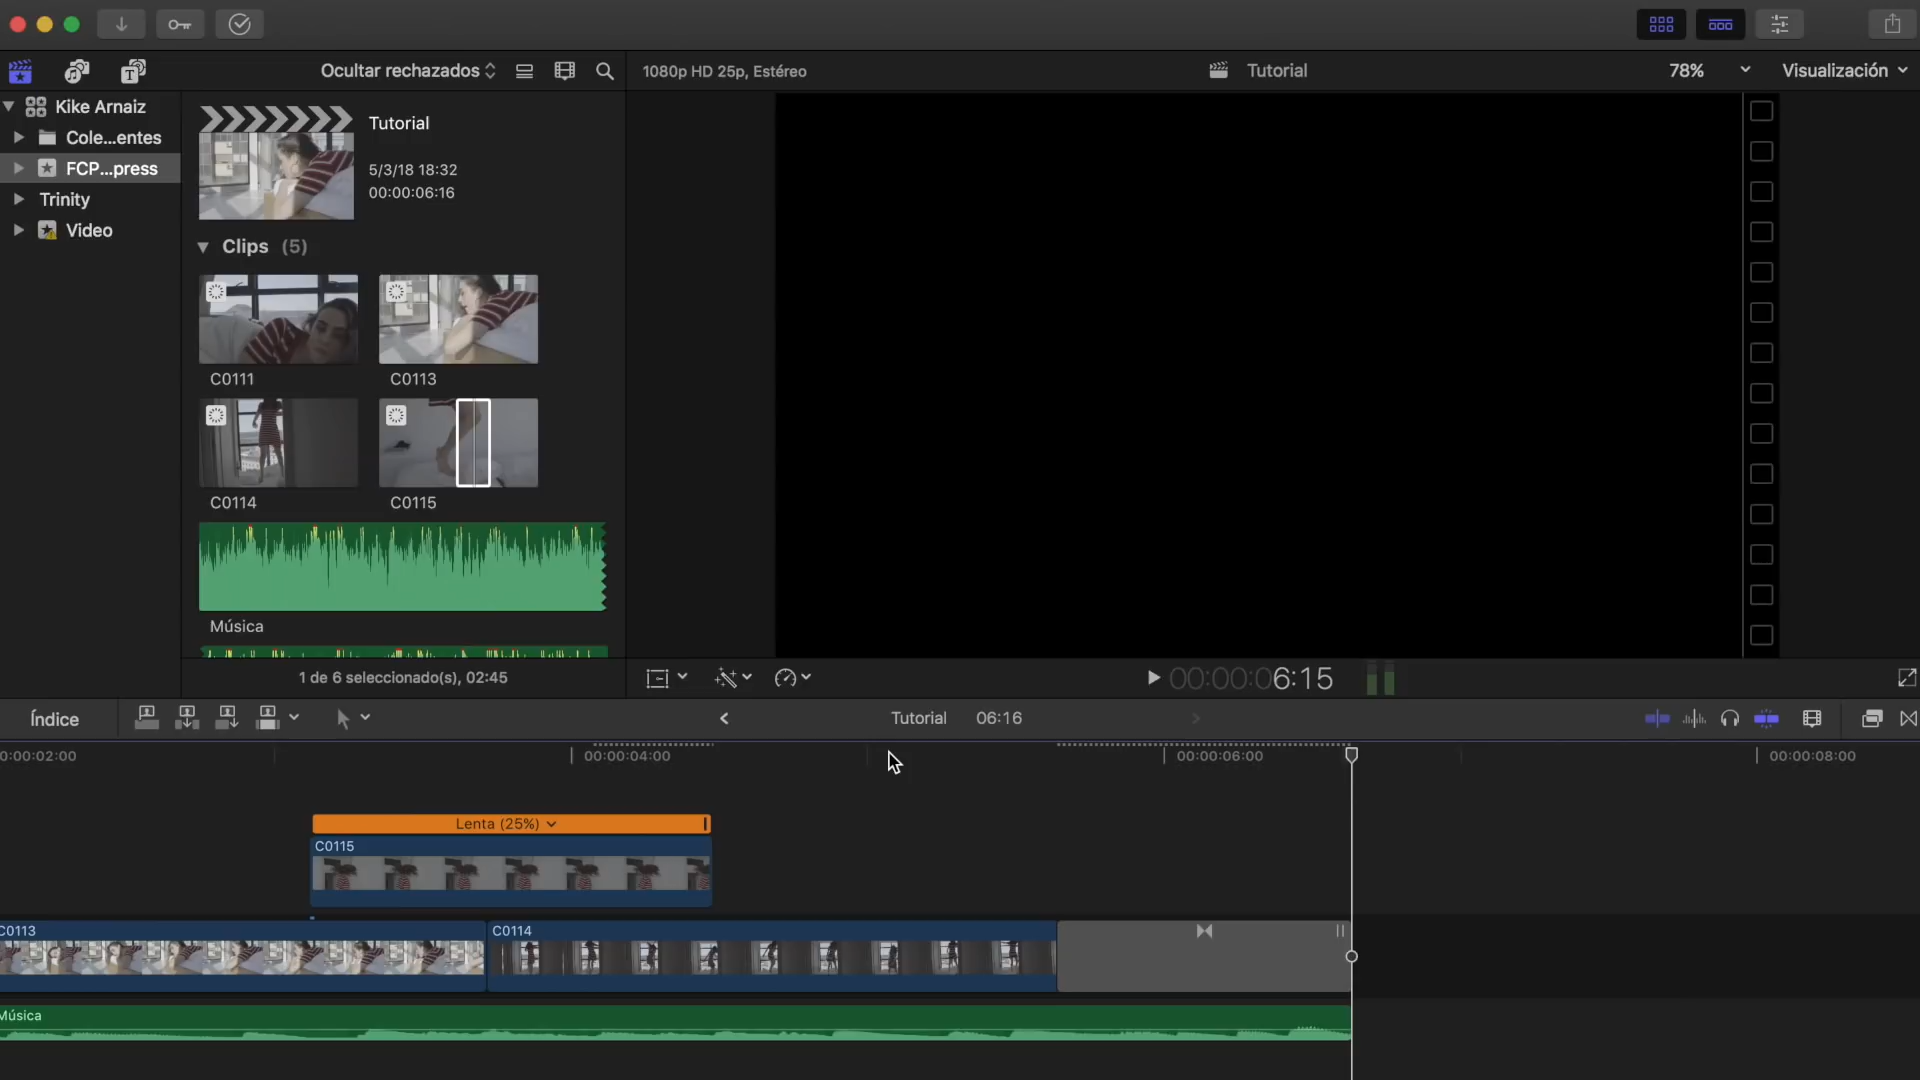 Ocultar rechazados
1080p HD 25p, Estéreo
Tutorial
78%
Visualización
Kike Arnaiz
Cole...entes
FCP...press
Trinity
Video
Tutorial
5/3/18 18:32
00:00:06:16
Clips (5)
C0111
C0113
C0114
C0115
Música
1 de 6 seleccionado(s), 02:45
00:00:06:15
Índice
Tutorial 06:16
0:00:02:00
00:00:04:00
00:00:06:00
00:00:08:00
Lenta (25%)
C0115
C0113
C0114
Música